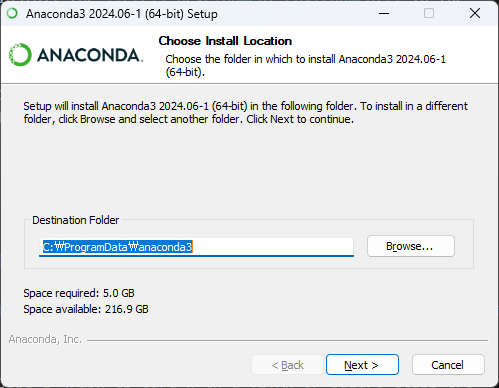 Anaconda3 2024.06-1 (64-bit) Setup
ANACONDA.
Choose Install Location
Choose the folder in which to install Anaconda3 2024.06-1
(64-bit).
Setup will install Anaconda3 2024.06-1 (64-bit) in the following folder. To install in a different
folder, click Browse and select another folder. Click Next to continue.
Destination Folder
C:₩ProgramData₩anaconda3
Browse...
Space required: 5.0 GB
Space available: 216.9 GB
Anaconda, Inc.
< Back
Next >
Cancel